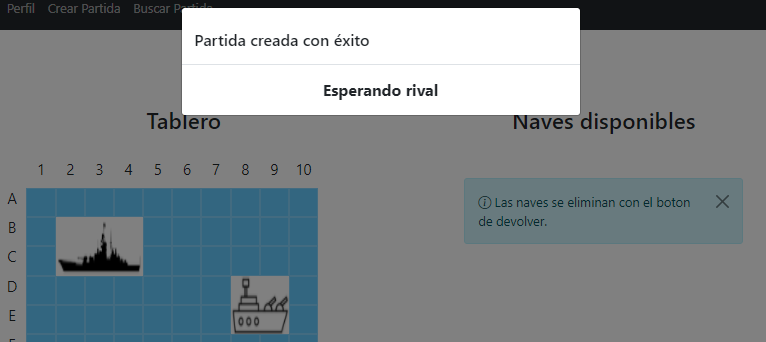 Perfil Crear Partida Buscar Partida
Partida creada con éxito
Esperando rival
Tablero
Naves disponibles
1 2 3 4 5 6 7 8 9 10
A
B
C
D
E
Las naves se eliminan con el boton
de devolver.